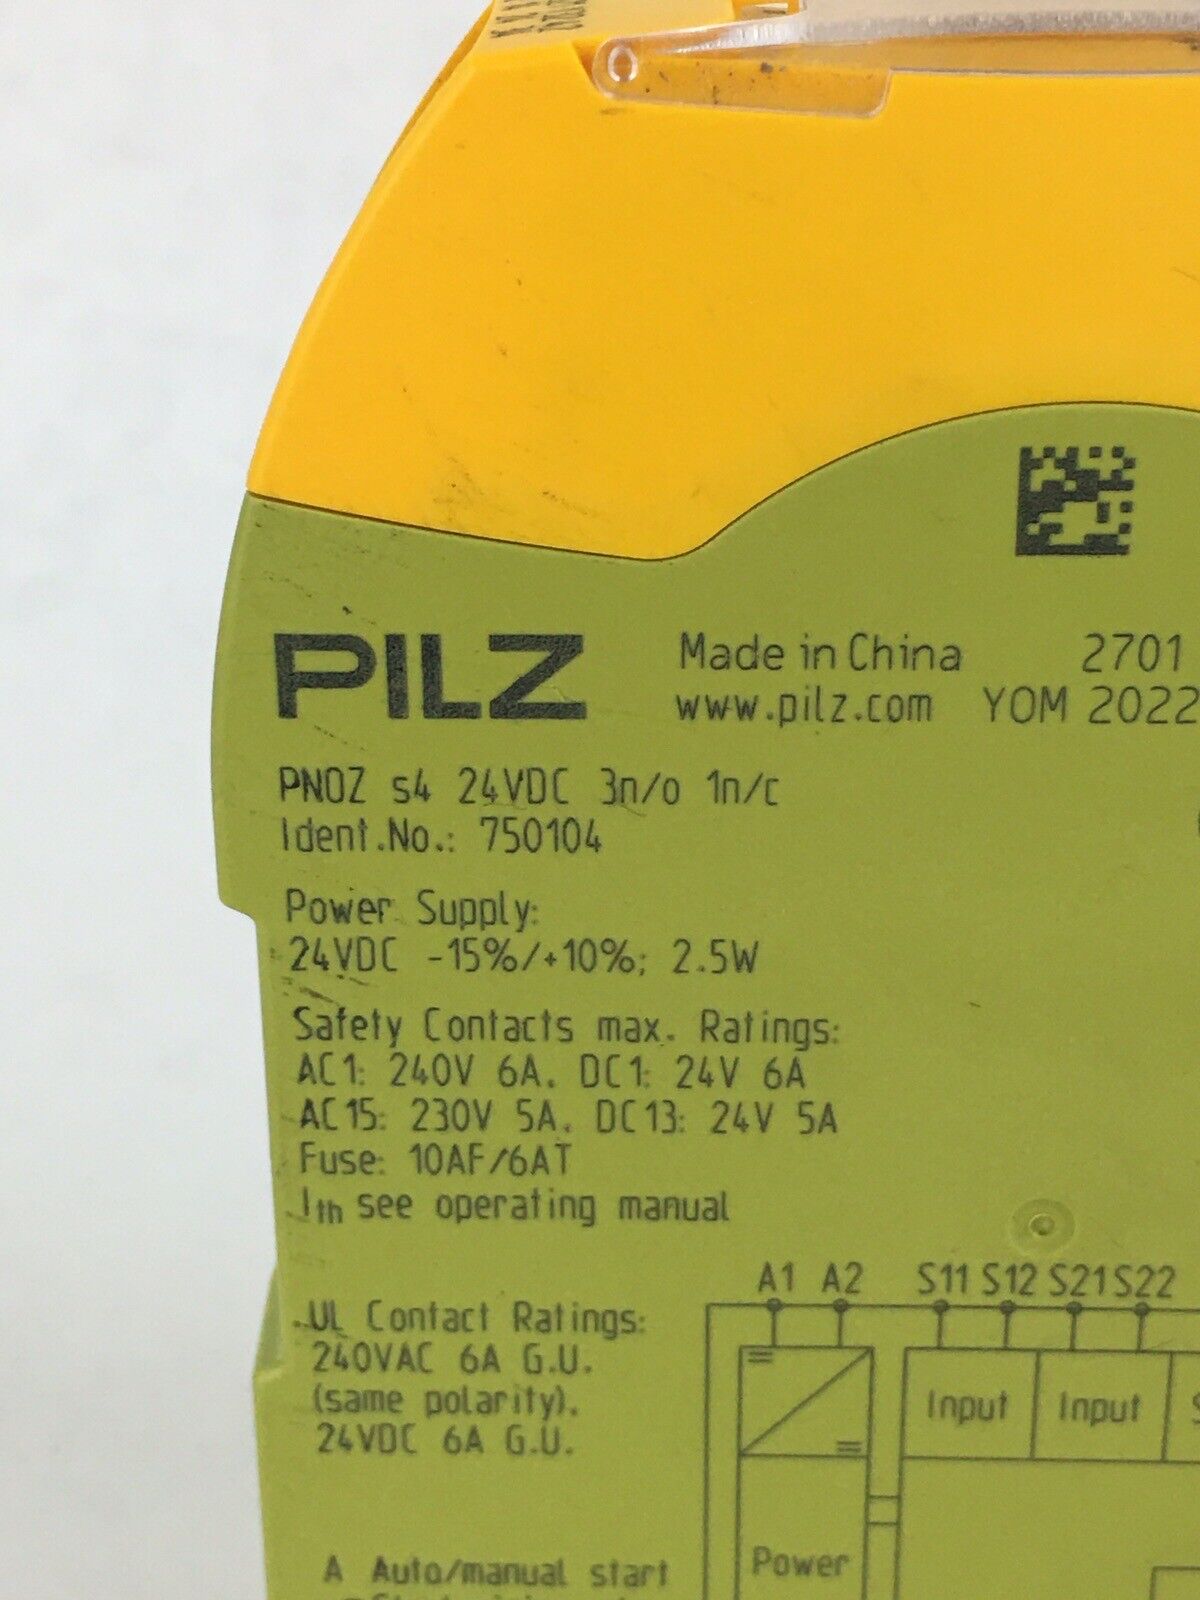 PILZ
Made in China 2701
www.pilz.com YOM 2022
PNOZ s4 24VDC 3n/o 1n/c
Ident.No.: 750104
Power Supply:
24VDC -15%/+10%; 2.5W
Safety Contacts max. Ratings:
AC1: 240V 6A. DC1: 24V 6A
AC15: 230V 5A. DC13: 24V 5A
Fuse: 10AF/6AT
Ith see operating manual
UL Contact Ratings:
240VAC 6A G.U.
(same polarity).
24VDC 6A G.U.
A Auto/manual start
A1 A2 S11 S12 S21 S22
Input Input
Power